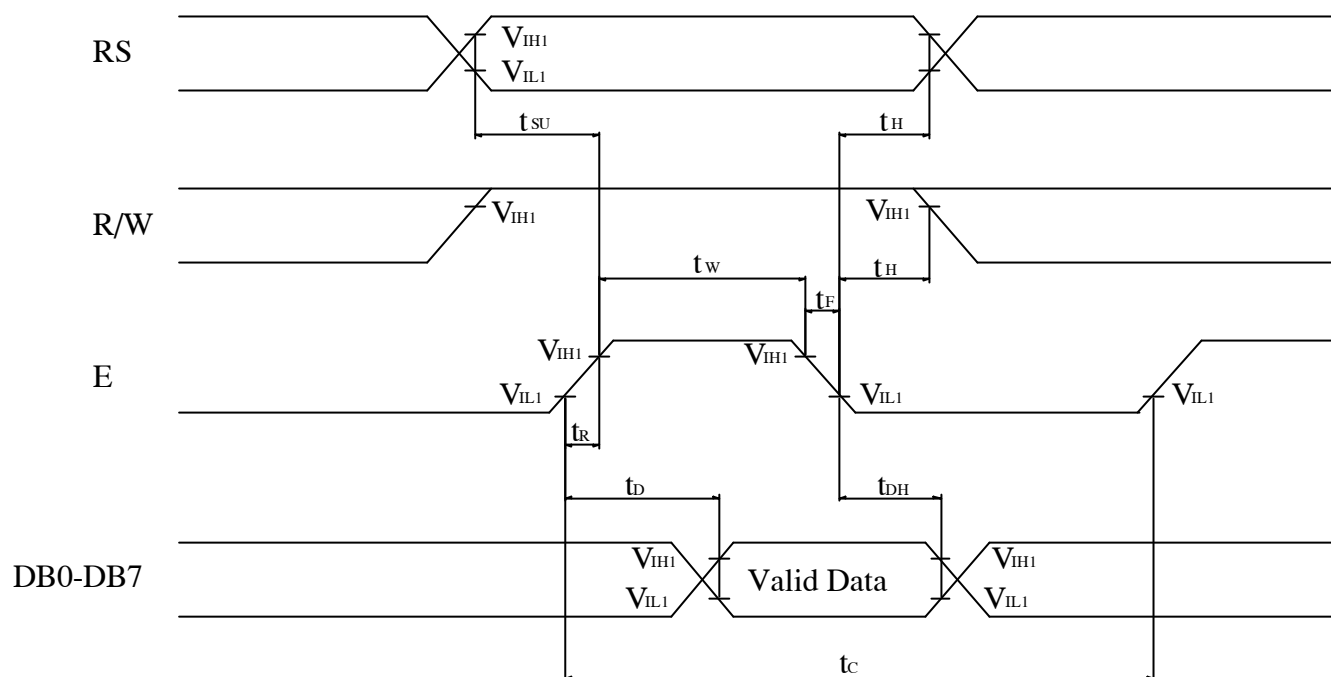 RS
VIH1
VIL1
tSU
tH
R/W
VIH1
VIH1
tW
tH
tF
E
VIH1
VIH1
VIL1
VIL1
VIL1
tR
tD
tDH
DB0-DB7
VIH1
Valid Data
VIH1
VIL1
VIL1
tC